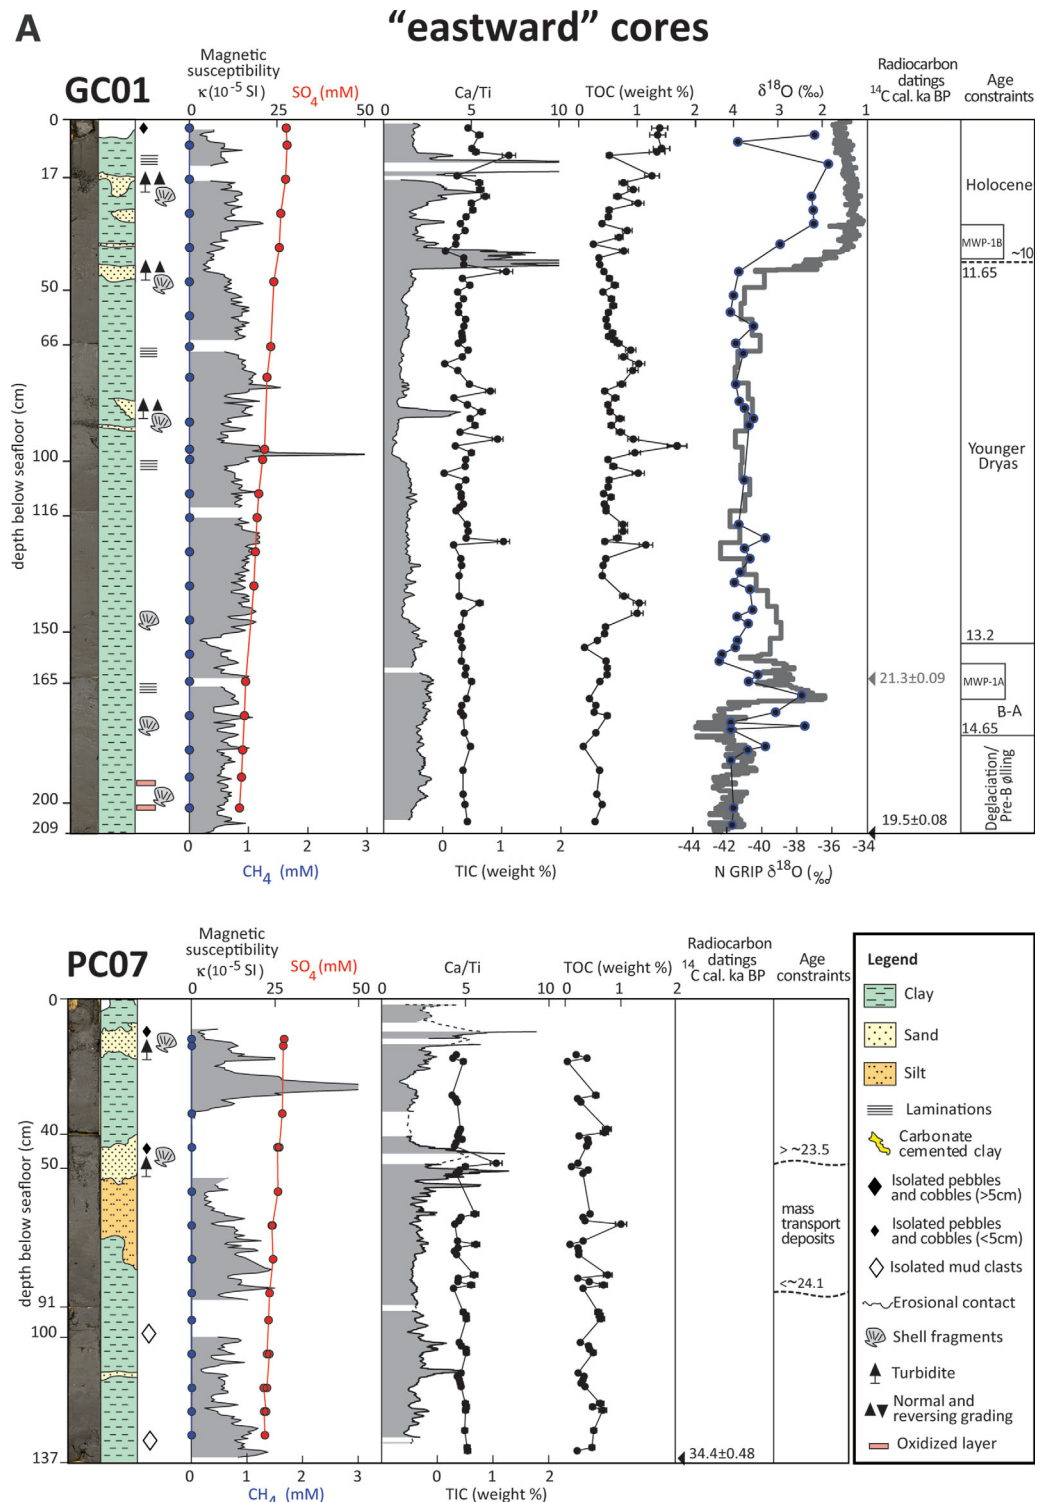 A
"eastward" cores
GC01
Magnetic
susceptibility
κ(10⁻⁵ SI)
SO₄(mM)
Ca/Ti
TOC (weight %)
δ¹⁸O (‰)
Radiocarbon
datings
¹⁴C cal. ka BP
Age
constraints
0 25 50
0 5 10
0 1 2
4 3 2 1
0
17
50
66
100
116
150
165
200
209
depth below seafloor (cm)
Holocene
MWP-1B
~10
11.65
Younger
Dryas
13.2
21.3±0.09
MWP-1A
B-A
14.65
Deglaciation/
Pre-B ølling
19.5±0.08
0 1 2 3
CH₄ (mM)
0 1 2
TIC (weight %)
-44 -42 -40 -38 -36 -34
N GRIP δ¹⁸O (‰)
PC07
Magnetic
susceptibility
κ(10⁻⁵ SI)
SO₄(mM)
Ca/Ti
TOC (weight %)
Radiocarbon
datings
¹⁴C cal. ka BP
Age
constraints
0 25 50
0 5 10
0 1 2
0
40
50
91
100
137
depth below seafloor (cm)
> ~23.5
mass
transport
deposits
<~24.1
34.4±0.48
0 1 2 3
CH₄ (mM)
0 1 2
TIC (weight %)
Legend
Clay
Sand
Silt
Laminations
Carbonate
cemented clay
Isolated pebbles
and cobbles (>5cm)
Isolated pebbles
and cobbles (<5cm)
Isolated mud clasts
Erosional contact
Shell fragments
Turbidite
Normal and
reversing grading
Oxidized layer